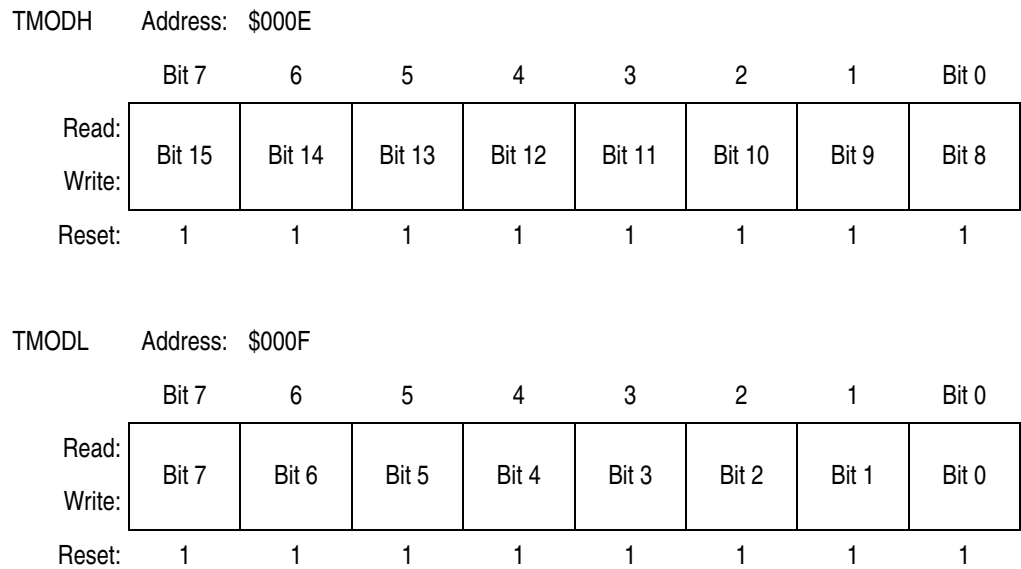 TMODH Address: $000E
Bit 7 6 5 4 3 2 1 Bit 0
Read:
Bit 15 Bit 14 Bit 13 Bit 12 Bit 11 Bit 10 Bit 9 Bit 8
Write:
Reset: 1 1 1 1 1 1 1 1
TMODL Address: $000F
Bit 7 6 5 4 3 2 1 Bit 0
Read:
Bit 7 Bit 6 Bit 5 Bit 4 Bit 3 Bit 2 Bit 1 Bit 0
Write:
Reset: 1 1 1 1 1 1 1 1